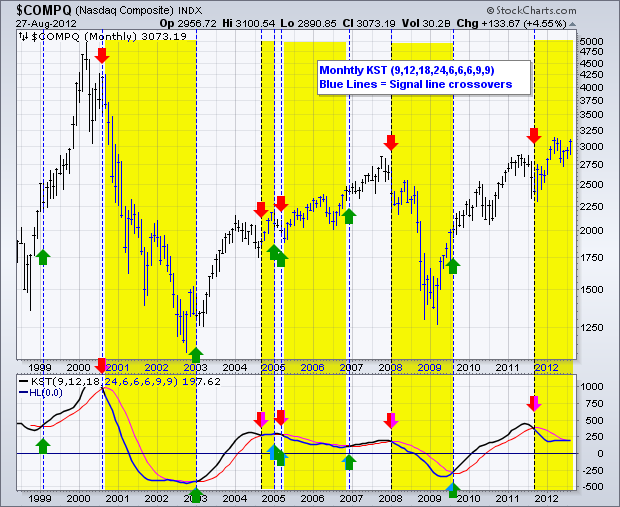 $COMPQ (Nasdaq Composite) INDX © StockCharts.com
27-Aug-2012 Op 2956.72 Hi 3100.54 Lo 2890.85 Cl 3073.19 Vol 30.2B Chg +133.67 (+4.55%)
$COMPQ (Monthly) 3073.19
5000
4750
4500
4250
4000
3750
3500
3250
3000
2750
2500
2250
2000
1750
1500
1250
Monhtly KST (9,12,18,24,6,6,6,9,9)
Blue Lines = Signal line crossovers
1999 2000 2001 2002 2003 2004 2005 2006 2007 2008 2009 2010 2011 2012
KST(9,12,18,24,6,6,6,9,9) 197.62
HL(0.0)
1000
750
500
250
0
-250
-500
1999 2000 2001 2002 2003 2004 2005 2006 2007 2008 2009 2010 2011 2012